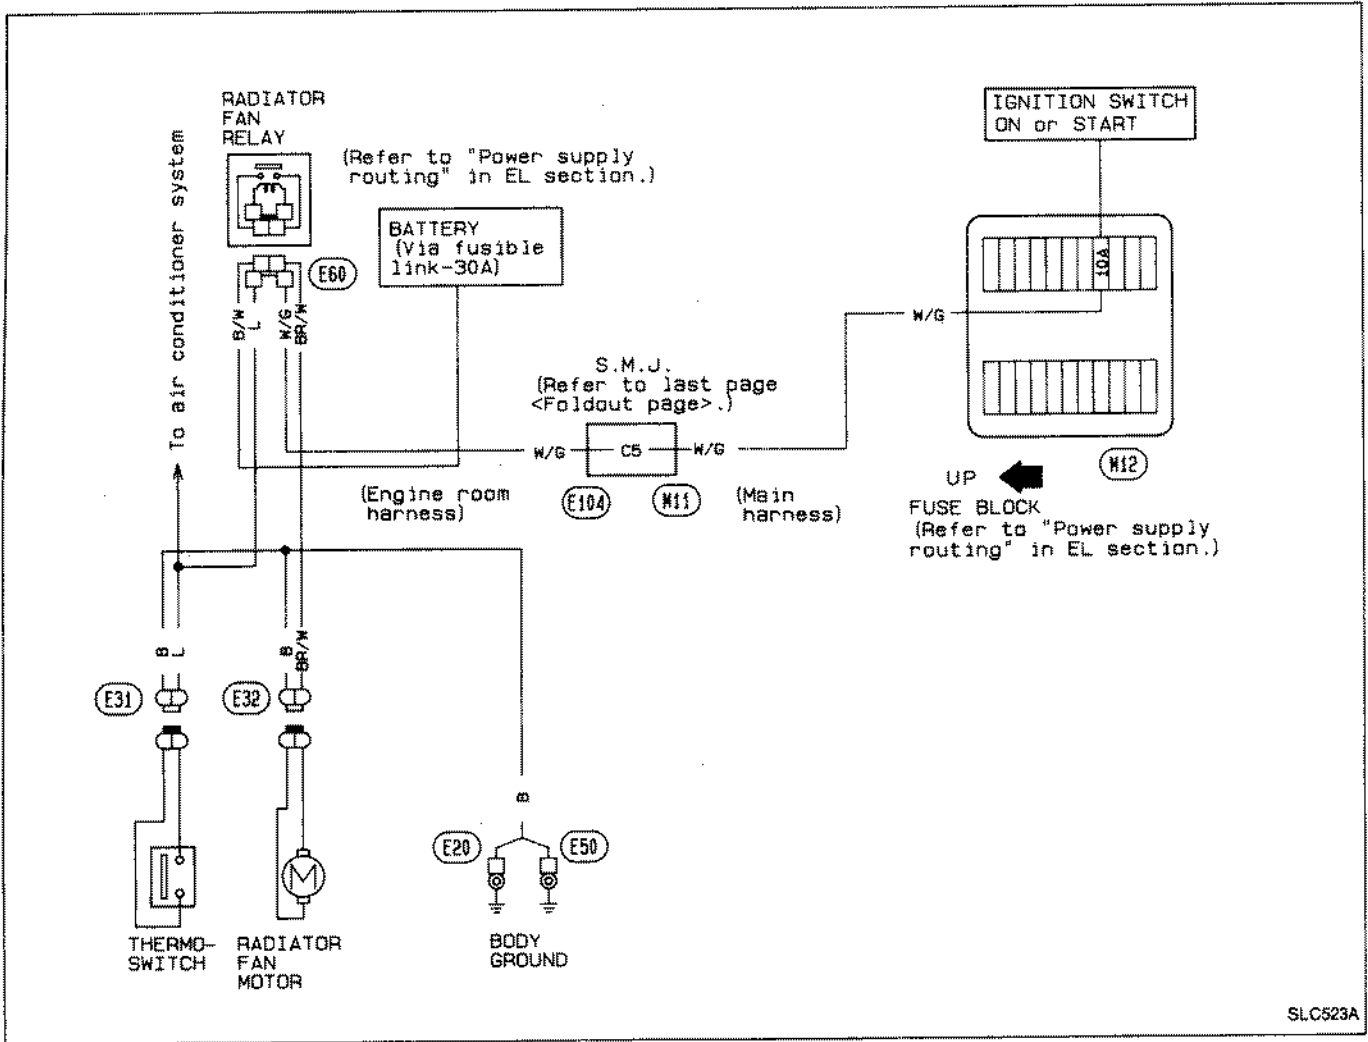 RADIATOR
FAN
RELAY
(Refer to "Power supply
routing" in EL section.)
IGNITION SWITCH
ON or START
To air conditioner system
BATTERY
(Via fusible
link-30A)
E60
10A
B/W
L
W/G
BR/W
W/G
S.M.J.
(Refer to last page
<Foldout page>.)
W/G
C5
W/G
(Engine room
harness)
E104
M11
(Main
harness)
M12
UP
FUSE BLOCK
(Refer to "Power supply
routing" in EL section.)
B
L
B
BR/W
E31
E32
B
E20
E50
THERMO-
SWITCH
RADIATOR
FAN
MOTOR
M
BODY
GROUND
SLC523A